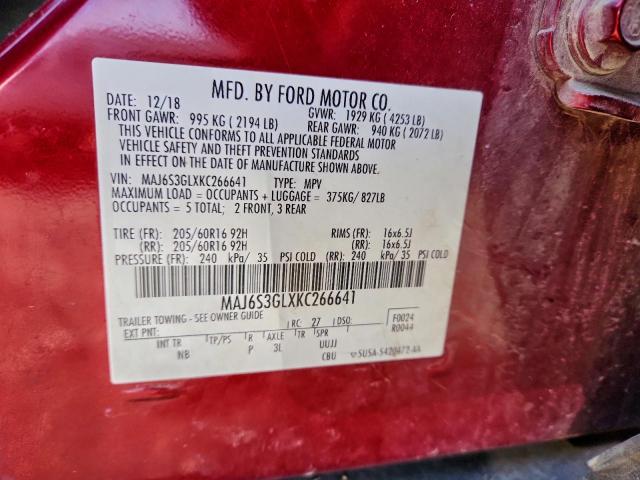 MFD. BY FORD MOTOR CO.
DATE: 12/18 GVWR: 1929 KG ( 4253 LB)
FRONT GAWR: 995 KG ( 2194 LB) REAR GAWR: 940 KG ( 2072 LB)
THIS VEHICLE CONFORMS TO ALL APPLICABLE FEDERAL MOTOR
VEHICLE SAFETY AND THEFT PREVENTION STANDARDS
IN EFFECT ON THE DATE OF MANUFACTURE SHOWN ABOVE.
VIN: MAJ6S3GLXKC266641 TYPE: MPV
MAXIMUM LOAD = OCCUPANTS + LUGGAGE = 375KG/ 827LB
OCCUPANTS = 5 TOTAL; 2 FRONT, 3 REAR
TIRE (FR): 205/60R16 92H RIMS (FR): 16x6.5J
(RR): 205/60R16 92H (RR): 16x6.5J
PRESSURE (FR): 240 kPa/ 35 PSI COLD (RR): 240 kPa/ 35 PSI COLD
MAJ6S3GLXKC266641
TRAILER TOWING - SEE OWNER GUIDE
EXT PNT: RC: 27 DSO: F0024
R0044
INT TR TP/PS R AXLE TR SPR
NB P 3L UUJJ
CBU 5USA-5420472-AA